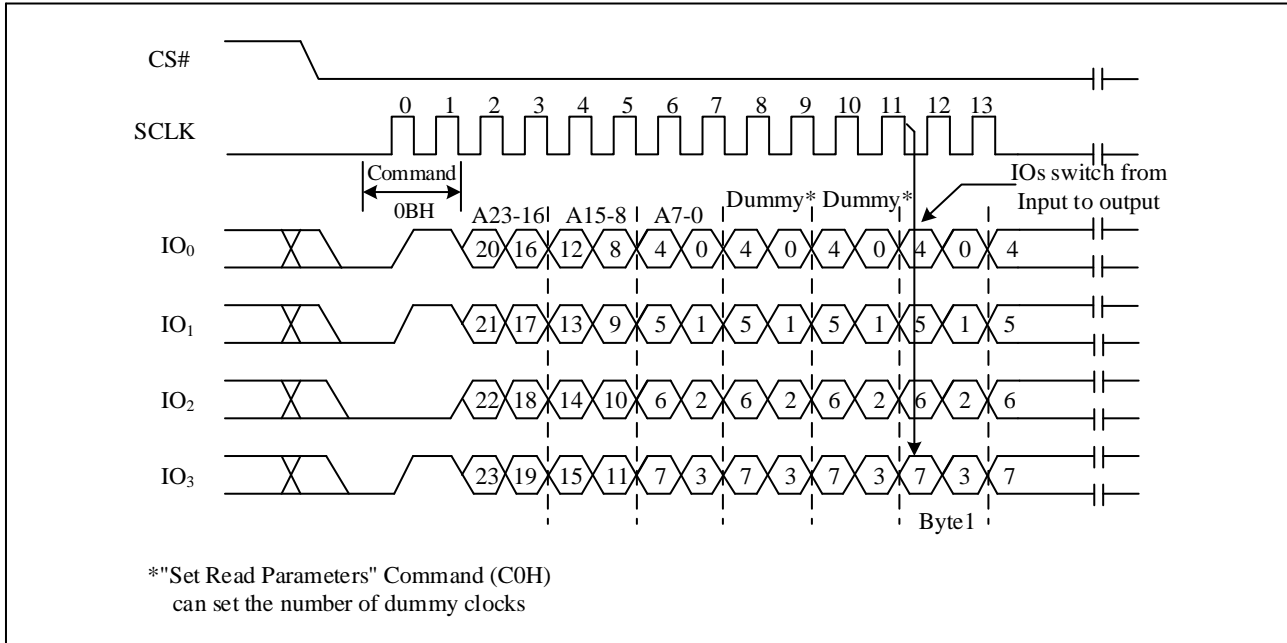 CS#
0 1 2 3 4 5 6 7 8 9 10 11 12 13
SCLK
Command
0BH
IOs switch from
Input to output
A23-16 A15-8 A7-0 Dummy* Dummy*
IO0 20 16 12 8 4 0 4 0 4 0 4 0 4
IO1 21 17 13 9 5 1 5 1 5 1 5 1 5
IO2 22 18 14 10 6 2 6 2 6 2 6 2 6
IO3 23 19 15 11 7 3 7 3 7 3 7 3 7
Byte1
*"Set Read Parameters" Command (C0H)
can set the number of dummy clocks